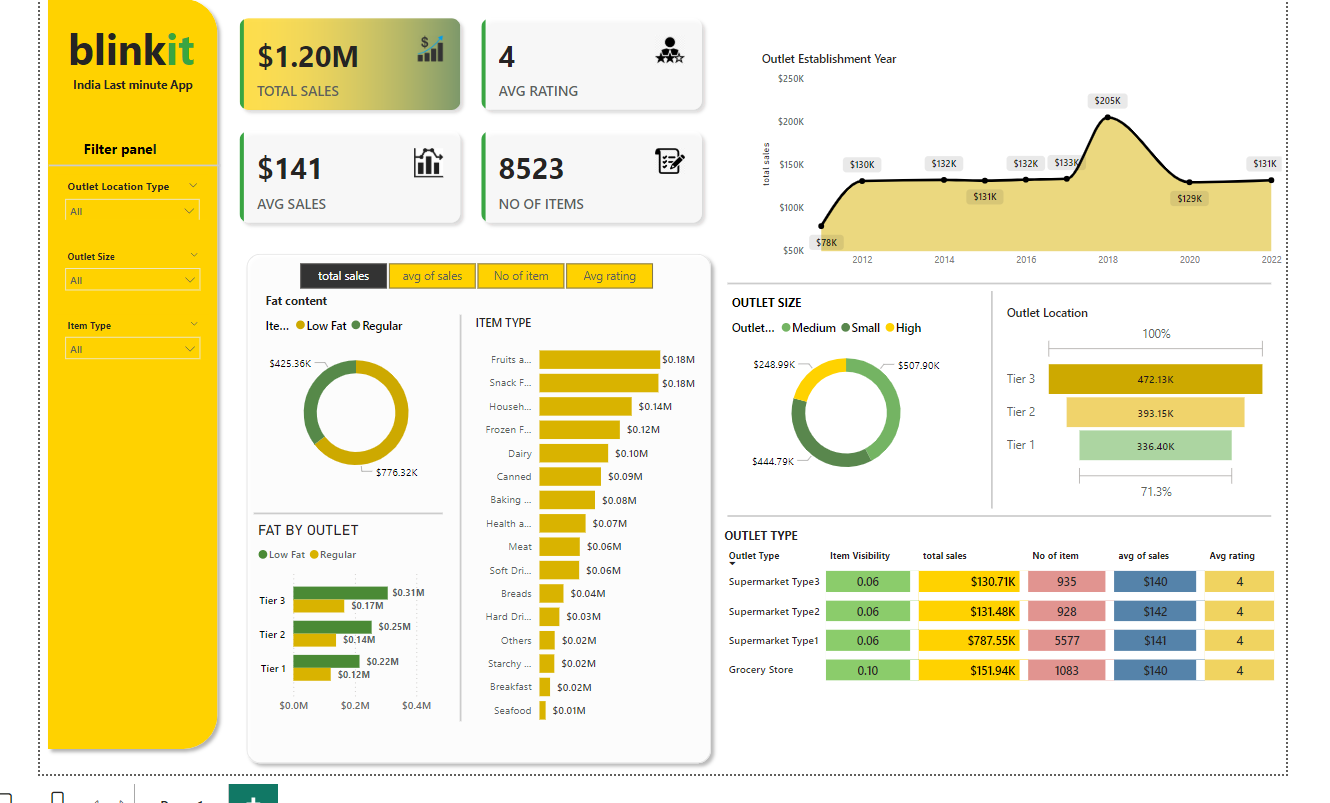 blinkit
India Last minute App
Filter panel
Outlet Location Type
All
Outlet Size
All
Item Type
All
$1.20M
TOTAL SALES
4
AVG RATING
$141
AVG SALES
8523
NO OF ITEMS
total sales
avg of sales
No of item
Avg rating
Fat content
Ite... Low Fat Regular
$425.36K
$776.32K
FAT BY OUTLET
Low Fat Regular
Tier 3 $0.31M
$0.17M
Tier 2 $0.25M
$0.14M
Tier 1 $0.22M
$0.12M
$0.0M $0.2M $0.4M
ITEM TYPE
Fruits a... $0.18M
Snack F... $0.18M
Househ... $0.14M
Frozen F... $0.12M
Dairy $0.10M
Canned $0.09M
Baking ... $0.08M
Health a... $0.07M
Meat $0.06M
Soft Dri... $0.06M
Breads $0.04M
Hard Dri... $0.03M
Others $0.02M
Starchy ... $0.02M
Breakfast $0.02M
Seafood $0.01M
Outlet Establishment Year
total sales
$250K
$200K
$150K
$100K
$50K
$78K
$130K
$132K
$131K
$132K
$133K
$205K
$129K
$131K
2012 2014 2016 2018 2020 2022
OUTLET SIZE
Outlet... Medium Small High
$248.99K
$507.90K
$444.79K
Outlet Location
100%
Tier 3 472.13K
Tier 2 393.15K
Tier 1 336.40K
71.3%
OUTLET TYPE
Outlet Type Item Visibility total sales No of item avg of sales Avg rating
Supermarket Type3 0.06 $130.71K 935 $140 4
Supermarket Type2 0.06 $131.48K 928 $142 4
Supermarket Type1 0.06 $787.55K 5577 $141 4
Grocery Store 0.10 $151.94K 1083 $140 4